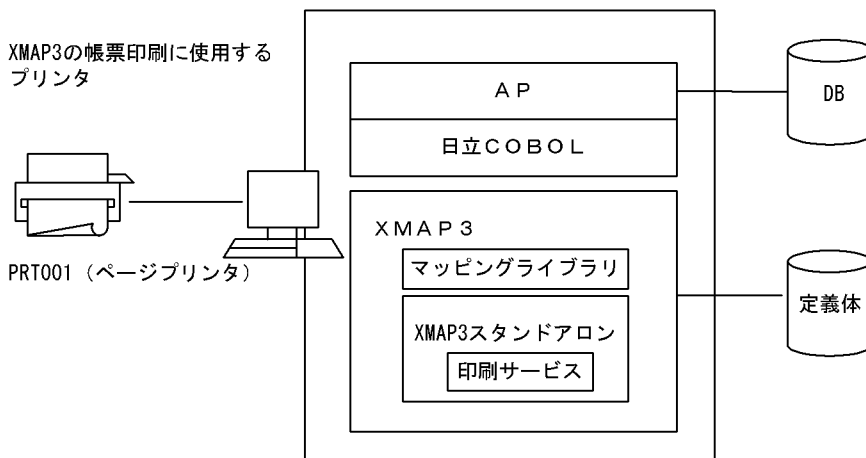 XMAP3の帳票印刷に使用する
プリンタ
PRT001（ページプリンタ）
ＡＰ
日立ＣＯＢＯＬ
ＸＭＡＰ３
マッピングライブラリ
XMAP3スタンドアロン
印刷サービス
DB
定義体